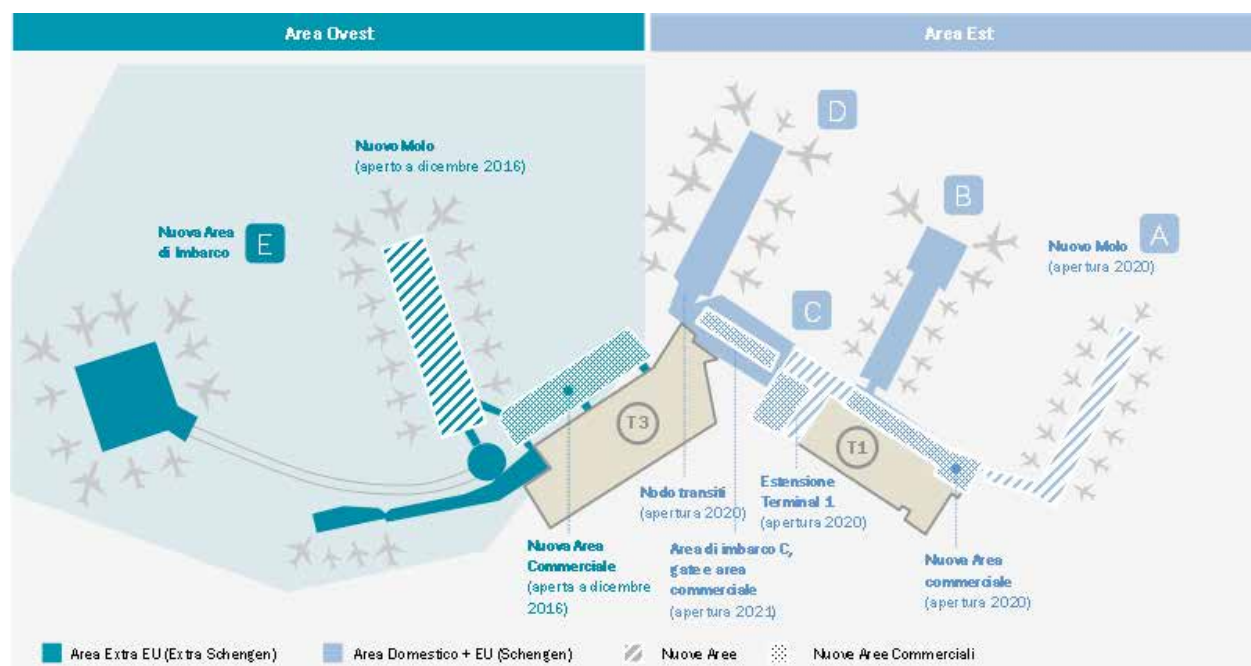 Area Ovest
Area Est
Nuovo Molo
(aperto a dicembre 2016)
Nuova Area
di Imbarco
E
D
B
A
Nuovo Molo
(apertura 2020)
C
T3
T1
Nodo transiti
(apertura 2020)
Estensione
Terminal 1
(apertura 2020)
Nuova Area
Commerciale
(aperta a dicembre
2016)
Area di imbarco C,
gate e area
commerciale
(apertura 2021)
Nuova Area
commerciale
(apertura 2020)
Area Extra EU (Extra Schengen)
Area Domestico + EU (Schengen)
Nuove Aree
Nuove Aree Commerciali